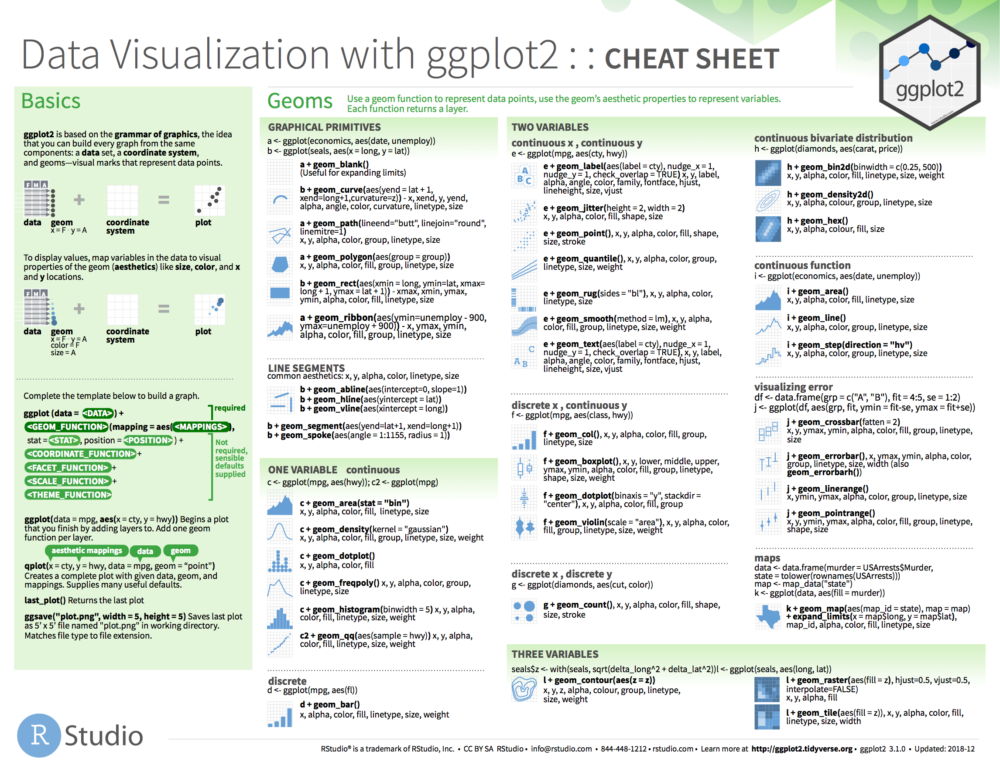 Data Visualization with ggplot2 : : CHEAT SHEET
ggplot2
www.rstudio.com
Basics
ggplot2 is based on the grammar of graphics, the idea
that you can build every graph from the same
components: a data set, a coordinate system,
and geoms—visual marks that represent data points.
F M A
+ =
data geom coordinate plot
x = F · y = A system
To display values, map variables in the data to visual
properties of the geom (aesthetics) like size, color, and x
and y locations.
F M A
+ =
data geom coordinate plot
x = F · y = A system
color = F
size = A
Complete the template below to build a graph.
required
ggplot (data = <DATA> ) +
<GEOM_FUNCTION> (mapping = aes( <MAPPINGS> ),
stat = <STAT> , position = <POSITION> ) +
<COORDINATE_FUNCTION> +
<FACET_FUNCTION> +
<SCALE_FUNCTION> +
<THEME_FUNCTION>
Not
required,
sensible
defaults
supplied
ggplot(data = mpg, aes(x = cty, y = hwy)) Begins a plot
that you finish by adding layers to. Add one geom
function per layer.
aesthetic mappings data geom
qplot(x = cty, y = hwy, data = mpg, geom = “point")
Creates a complete plot with given data, geom, and
mappings. Supplies many useful defaults.
last_plot() Returns the last plot
ggsave("plot.png", width = 5, height = 5) Saves last plot
as 5’ x 5’ file named "plot.png" in working directory.
Matches file type to file extension.
Geoms
Use a geom function to represent data points, use the geom’s aesthetic properties to represent variables.
Each function returns a layer.
GRAPHICAL PRIMITIVES
a <- ggplot(economics, aes(date, unemploy))
b <- ggplot(seals, aes(x = long, y = lat))
a + geom_blank()
(Useful for expanding limits)
b + geom_curve(aes(yend = lat + 1,
xend=long+1,curvature=z)) - x, xend, y, yend,
alpha, angle, color, curvature, linetype, size
a + geom_path(lineend="butt", linejoin="round",
linemitre=1)
x, y, alpha, color, group, linetype, size
a + geom_polygon(aes(group = group))
x, y, alpha, color, fill, group, linetype, size
b + geom_rect(aes(xmin = long, ymin=lat, xmax=
long + 1, ymax = lat + 1)) - xmax, xmin, ymax,
ymin, alpha, color, fill, linetype, size
a + geom_ribbon(aes(ymin=unemploy - 900,
ymax=unemploy + 900)) - x, ymax, ymin,
alpha, color, fill, group, linetype, size
LINE SEGMENTS
common aesthetics: x, y, alpha, color, linetype, size
b + geom_abline(aes(intercept=0, slope=1))
b + geom_hline(aes(yintercept = lat))
b + geom_vline(aes(xintercept = long))
b + geom_segment(aes(yend=lat+1, xend=long+1))
b + geom_spoke(aes(angle = 1:1155, radius = 1))
ONE VARIABLE continuous
c <- ggplot(mpg, aes(hwy)); c2 <- ggplot(mpg)
c + geom_area(stat = "bin")
x, y, alpha, color, fill, linetype, size
c + geom_density(kernel = "gaussian")
x, y, alpha, color, fill, group, linetype, size, weight
c + geom_dotplot()
x, y, alpha, color, fill
c + geom_freqpoly() x, y, alpha, color, group,
linetype, size
c + geom_histogram(binwidth = 5) x, y, alpha,
color, fill, linetype, size, weight
c2 + geom_qq(aes(sample = hwy)) x, y, alpha,
color, fill, linetype, size, weight
discrete
d <- ggplot(mpg, aes(fl))
d + geom_bar()
x, alpha, color, fill, linetype, size, weight
TWO VARIABLES
continuous x , continuous y
e <- ggplot(mpg, aes(cty, hwy))
A
B C
e + geom_label(aes(label = cty), nudge_x = 1,
nudge_y = 1, check_overlap = TRUE) x, y, label,
alpha, angle, color, family, fontface, hjust,
lineheight, size, vjust
e + geom_jitter(height = 2, width = 2)
x, y, alpha, color, fill, shape, size
e + geom_point(), x, y, alpha, color, fill, shape,
size, stroke
e + geom_quantile(), x, y, alpha, color, group,
linetype, size, weight
e + geom_rug(sides = "bl"), x, y, alpha, color,
linetype, size
e + geom_smooth(method = lm), x, y, alpha,
color, fill, group, linetype, size, weight
C
A B
e + geom_text(aes(label = cty), nudge_x = 1,
nudge_y = 1, check_overlap = TRUE), x, y, label,
alpha, angle, color, family, fontface, hjust,
lineheight, size, vjust
discrete x , continuous y
f <- ggplot(mpg, aes(class, hwy))
f + geom_col(), x, y, alpha, color, fill, group,
linetype, size
f + geom_boxplot(), x, y, lower, middle, upper,
ymax, ymin, alpha, color, fill, group, linetype,
shape, size, weight
f + geom_dotplot(binaxis = "y", stackdir =
"center"), x, y, alpha, color, fill, group
f + geom_violin(scale = "area"), x, y, alpha, color,
fill, group, linetype, size, weight
discrete x , discrete y
g <- ggplot(diamonds, aes(cut, color))
g + geom_count(), x, y, alpha, color, fill, shape,
size, stroke
continuous bivariate distribution
h <- ggplot(diamonds, aes(carat, price))
h + geom_bin2d(binwidth = c(0.25, 500))
x, y, alpha, color, fill, linetype, size, weight
h + geom_density2d()
x, y, alpha, colour, group, linetype, size
h + geom_hex()
x, y, alpha, colour, fill, size
continuous function
i <- ggplot(economics, aes(date, unemploy))
i + geom_area()
x, y, alpha, color, fill, linetype, size
i + geom_line()
x, y, alpha, color, group, linetype, size
i + geom_step(direction = "hv")
x, y, alpha, color, group, linetype, size
visualizing error
df <- data.frame(grp = c("A", "B"), fit = 4:5, se = 1:2)
j <- ggplot(df, aes(grp, fit, ymin = fit-se, ymax = fit+se))
j + geom_crossbar(fatten = 2)
x, y, ymax, ymin, alpha, color, fill, group, linetype,
size
j + geom_errorbar(), x, ymax, ymin, alpha, color,
group, linetype, size, width (also
geom_errorbarh())
j + geom_linerange()
x, ymin, ymax, alpha, color, group, linetype, size
j + geom_pointrange()
x, y, ymin, ymax, alpha, color, fill, group, linetype,
shape, size
maps
data <- data.frame(murder = USArrests$Murder,
state = tolower(rownames(USArrests)))
map <- map_data("state")
k <- ggplot(data, aes(fill = murder))
k + geom_map(aes(map_id = state), map = map)
+ expand_limits(x = map$long, y = map$lat),
map_id, alpha, color, fill, linetype, size
THREE VARIABLES
seals$z <- with(seals, sqrt(delta_long^2 + delta_lat^2))l <- ggplot(seals, aes(long, lat))
l + geom_contour(aes(z = z))
x, y, z, alpha, colour, group, linetype,
size, weight
l + geom_raster(aes(fill = z), hjust=0.5, vjust=0.5,
interpolate=FALSE)
x, y, alpha, fill
l + geom_tile(aes(fill = z)), x, y, alpha, color, fill,
linetype, size, width
R Studio
RStudio® is a trademark of RStudio, Inc. • CC BY SA RStudio • info@rstudio.com • 844-448-1212 • rstudio.com • Learn more at http://ggplot2.tidyverse.org • ggplot2 3.1.0 • Updated: 2018-12